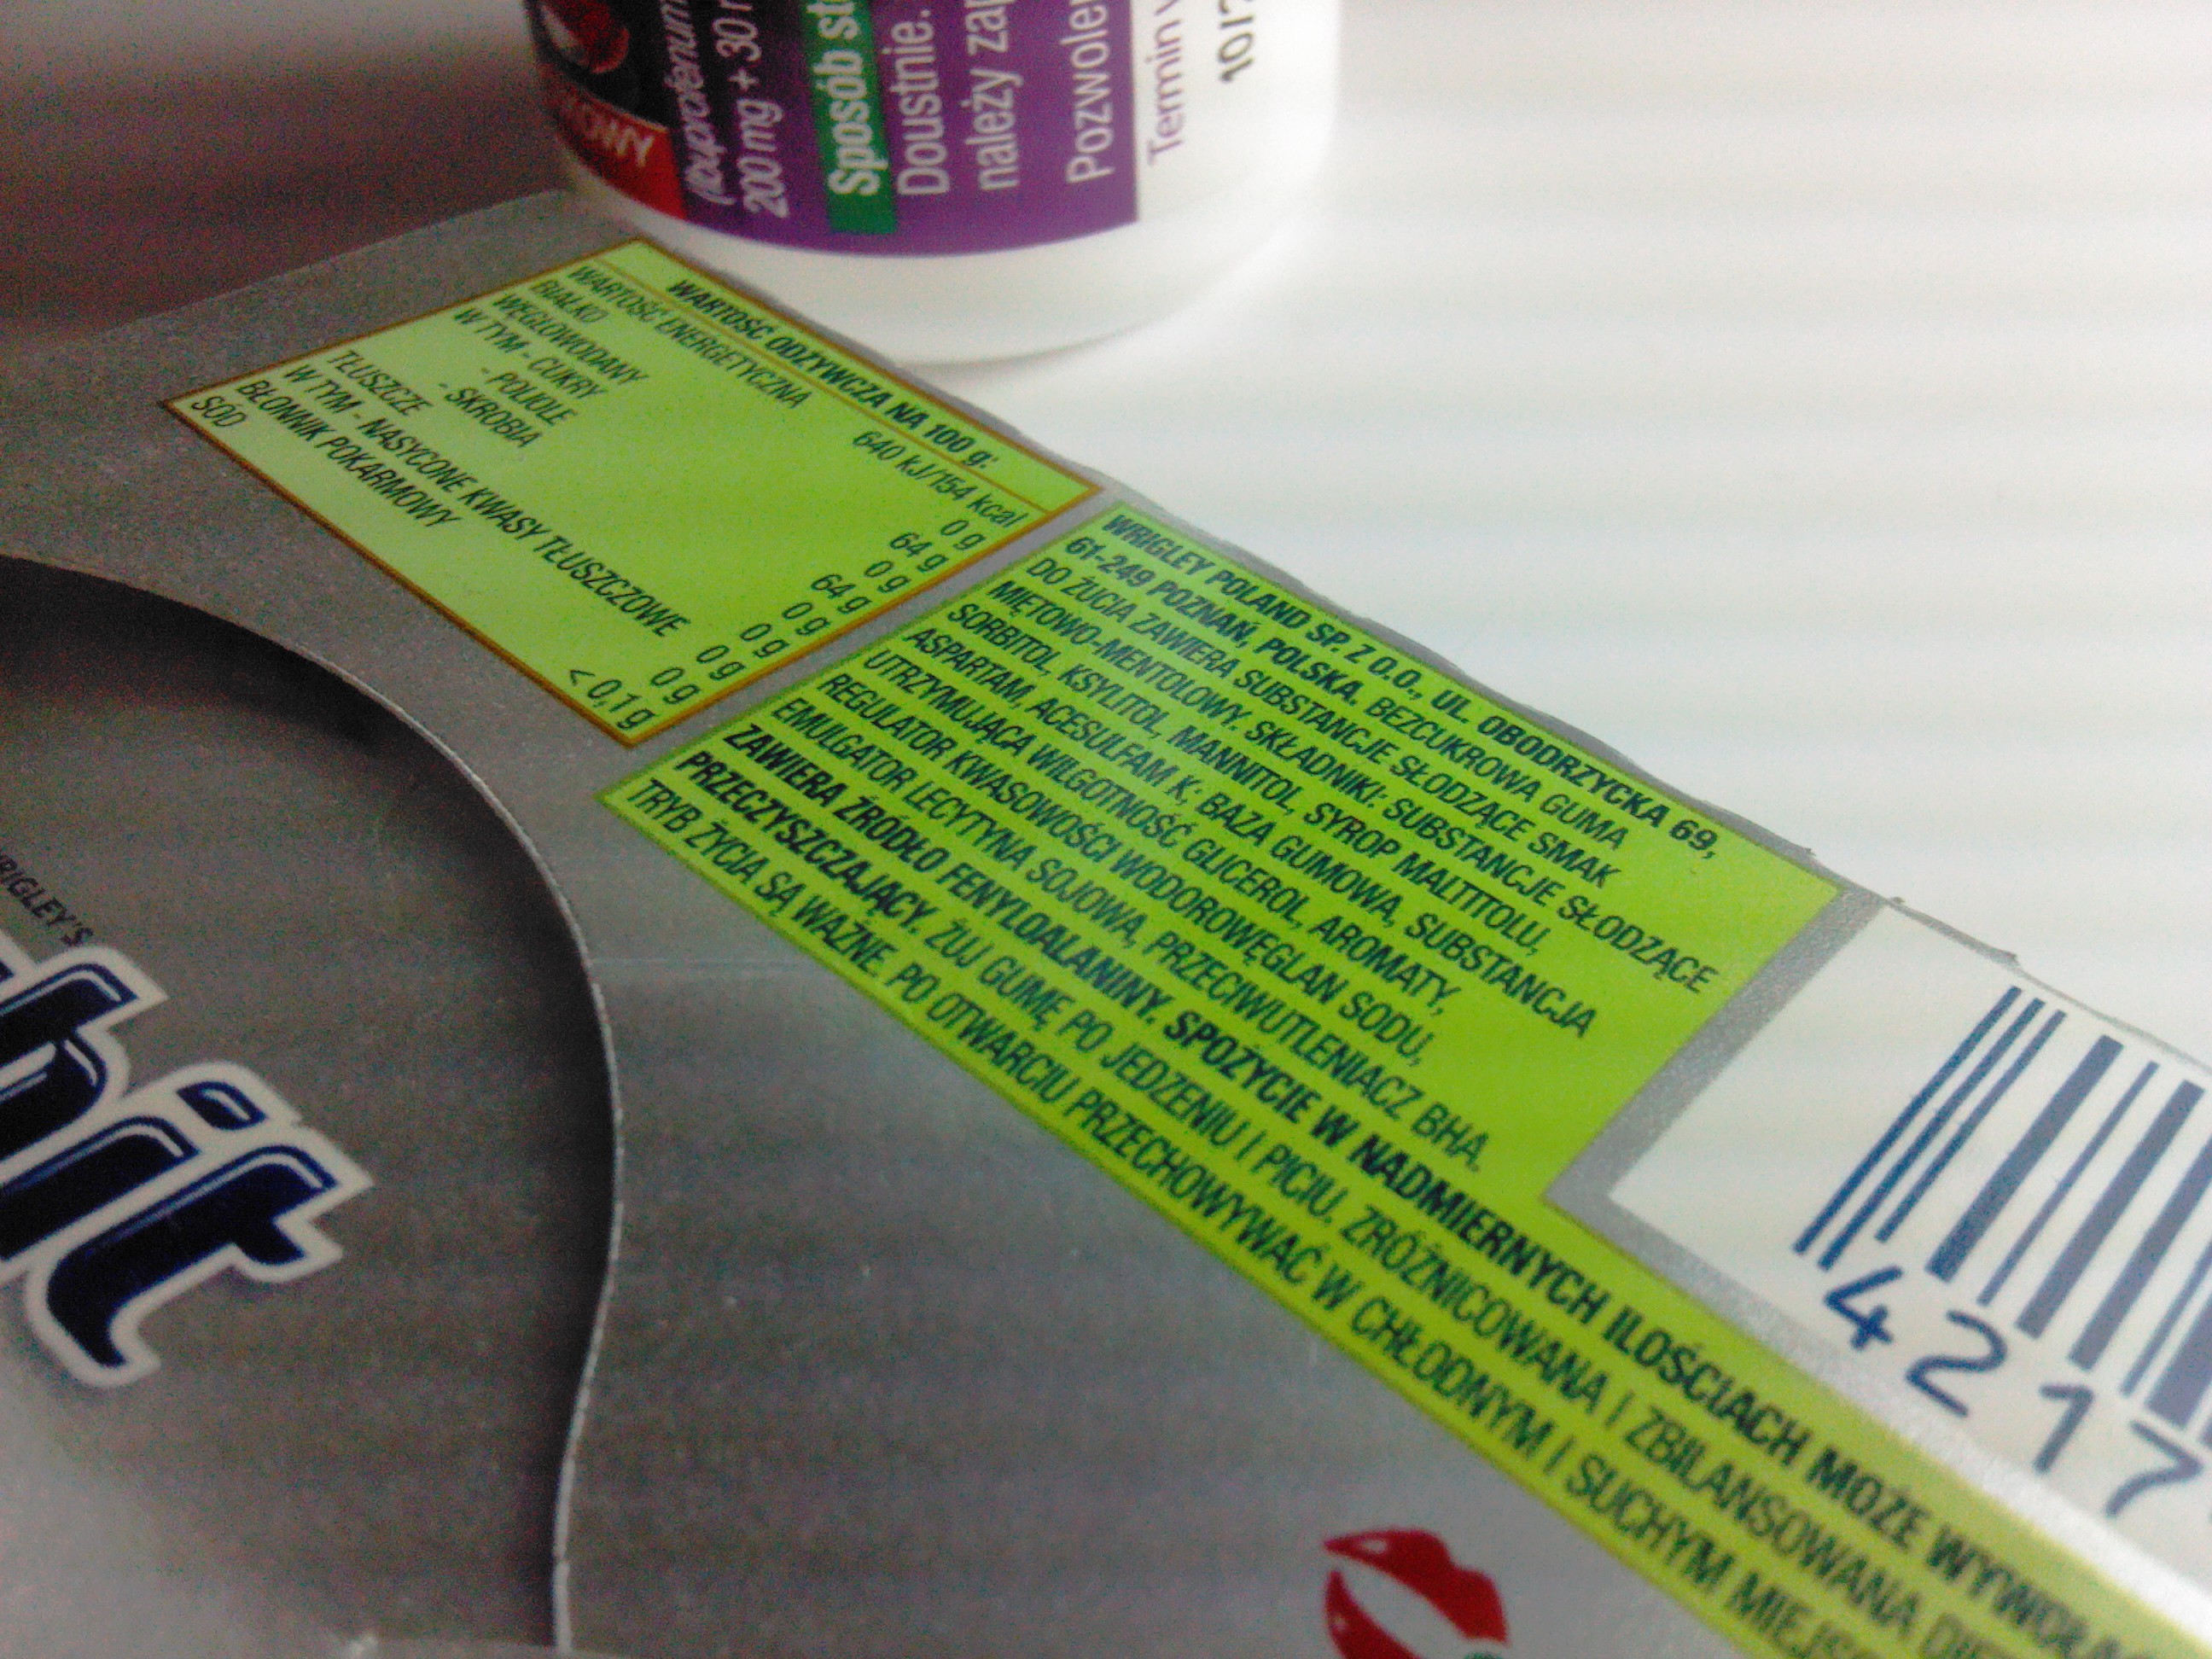 200 mg + 30
Sposób
Doustnie.
należy
Termin
10/
WARTOŚĆ ODŻYWCZA NA 100 g:
WARTOŚĆ ENERGETYCZNA 640 kJ/154 kcal
BIAŁKO 0 g
WĘGLOWODANY 64 g
W TYM - CUKRY 0 g
- POLIOLE 64 g
- SKROBIA 0 g
TŁUSZCZE 0 g
W TYM - NASYCONE KWASY TŁUSZCZOWE 0 g
BŁONNIK POKARMOWY 0 g
SÓD < 0,1 g
WRIGLEY POLAND SP. Z O.O., UL. OBODRZYCKA 69,
61-249 POZNAŃ, POLSKA. BEZCUKROWA GUMA
DO ŻUCIA ZAWIERA SUBSTANCJE SŁODZĄCE SMAK
MIĘTOWO-MENTOLOWY. SKŁADNIKI: SUBSTANCJE SŁODZĄCE
SORBITOL, KSYLITOL, MANNITOL, SYROP MALTITOLU,
ASPARTAM, ACESULFAM K; BAZA GUMOWA, SUBSTANCJA
UTRZYMUJĄCA WILGOTNOŚĆ GLICEROL, AROMATY,
REGULATOR KWASOWOŚCI WODOROWĘGLAN SODU,
EMULGATOR LECYTYNA SOJOWA, PRZECIWUTLENIACZ BHA.
ZAWIERA ŹRÓDŁO FENYLOALANINY. SPOŻYCIE W NADMIERNYCH ILOŚCIACH MOŻE
PRZECZYSZCZAJĄCY. ŻUJ GUMĘ PO JEDZENIU I PICIU. ZRÓŻNICOWANA I ZBILANSOWANA
TRYB ŻYCIA SĄ WAŻNE. PO OTWARCIU PRZECHOWYWAĆ W CHŁODNYM I SUCHYM
4217
WRIGLEY'S
bit